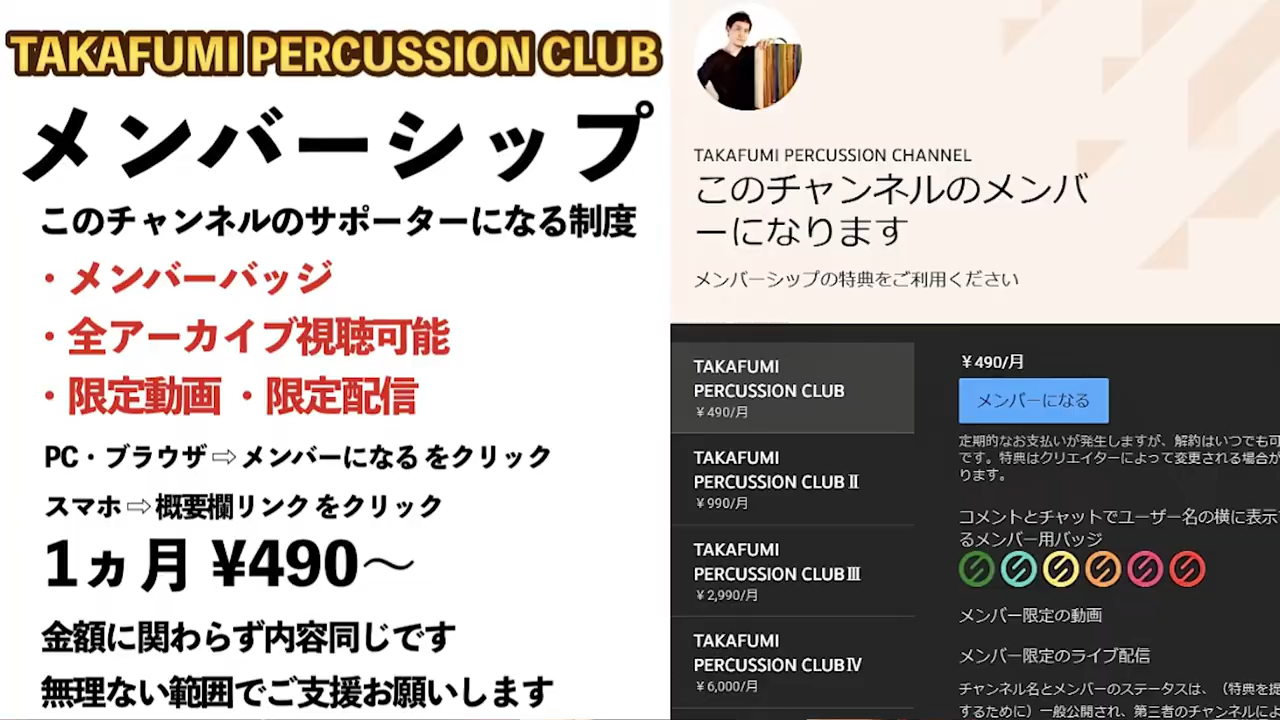 TAKAFUMI PERCUSSION CLUB
メンバーシップ
このチャンネルのサポーターになる制度
・メンバーバッジ
・全アーカイブ視聴可能
・限定動画・限定配信
PC・ブラウザ⇨メンバーになる をクリック
スマホ⇨概要欄リンク をクリック
1ヵ月 ¥490〜
金額に関わらず内容同じです
無理ない範囲でご支援お願いします
TAKAFUMI PERCUSSION CHANNEL
このチャンネルのメンバ
ーになります
メンバーシップの特典をご利用ください
TAKAFUMI
PERCUSSION CLUB
￥490/月
TAKAFUMI
PERCUSSION CLUBⅡ
￥990/月
TAKAFUMI
PERCUSSION CLUBⅢ
￥2,990/月
TAKAFUMI
PERCUSSION CLUBⅣ
￥6,000/月
￥490/月
メンバーになる
定期的なお支払いが発生しますが、解約はいつでも可
です。特典はクリエイターによって変更される場合が
ります。
コメントとチャットでユーザー名の横に表示
るメンバー用バッジ
メンバー限定の動画
メンバー限定のライブ配信
チャンネル名とメンバーのステータスは、（特典を提
するために）一般公開され、第三者のチャンネルによ